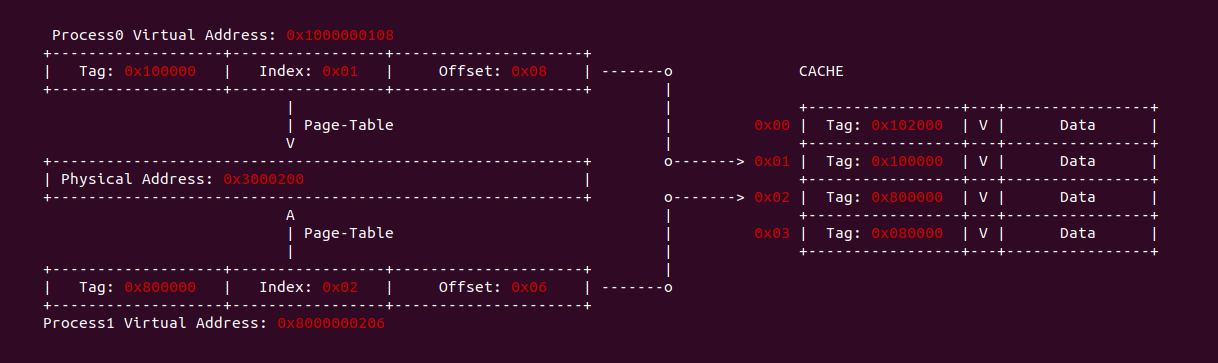 Process0 Virtual Address: 0x1000000108
Tag: 0x100000 | Index: 0x01 | Offset: 0x08 CACHE
Page-Table 0x00 | Tag: 0x102000 | V | Data
V
0x01 | Tag: 0x100000 | V | Data
Physical Address: 0x3000200
0x02 | Tag: 0x800000 | V | Data
A
Page-Table 0x03 | Tag: 0x080000 | V | Data
Tag: 0x800000 | Index: 0x02 | Offset: 0x06
Process1 Virtual Address: 0x8000000206